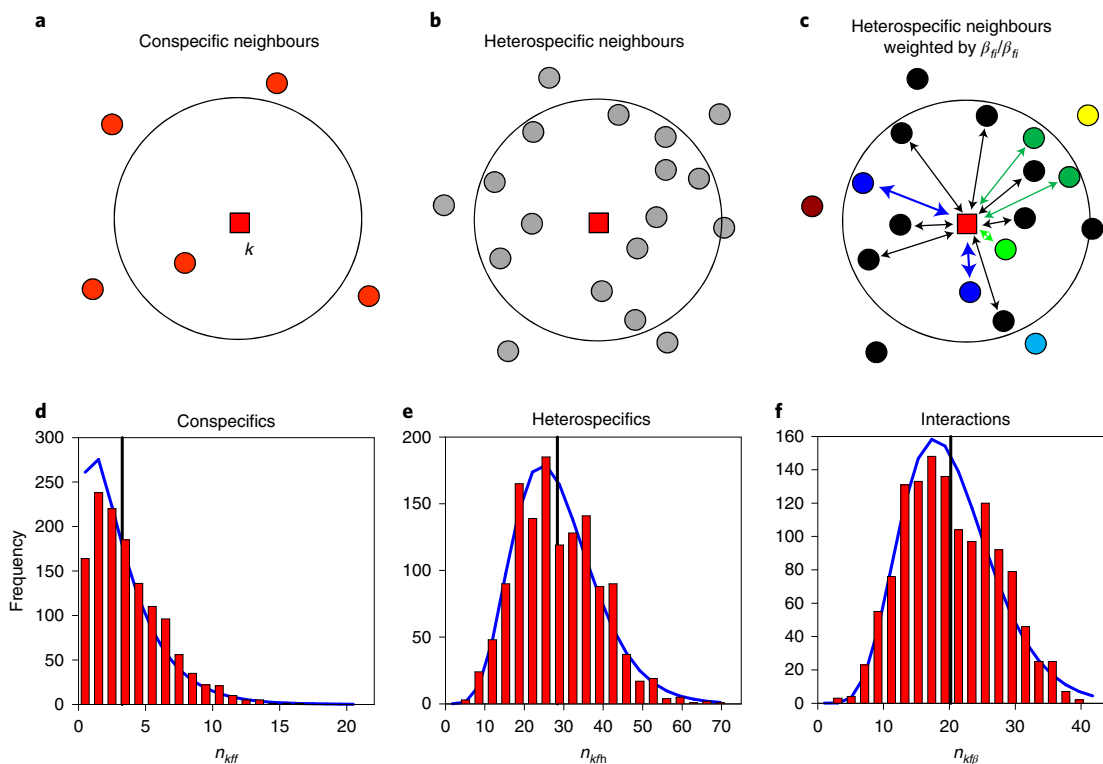 a
Conspecific neighbours
k
b
Heterospecific neighbours
c
Heterospecific neighbours
weighted by βfi/βfi
d
Conspecifics
Frequency
300
250
200
150
100
50
0
0 5 10 15 20
nkff
e
Heterospecifics
200
150
100
50
0
0 10 20 30 40 50 60 70
nkfh
f
Interactions
160
140
120
100
80
60
40
20
0
0 10 20 30 40
nkfβ